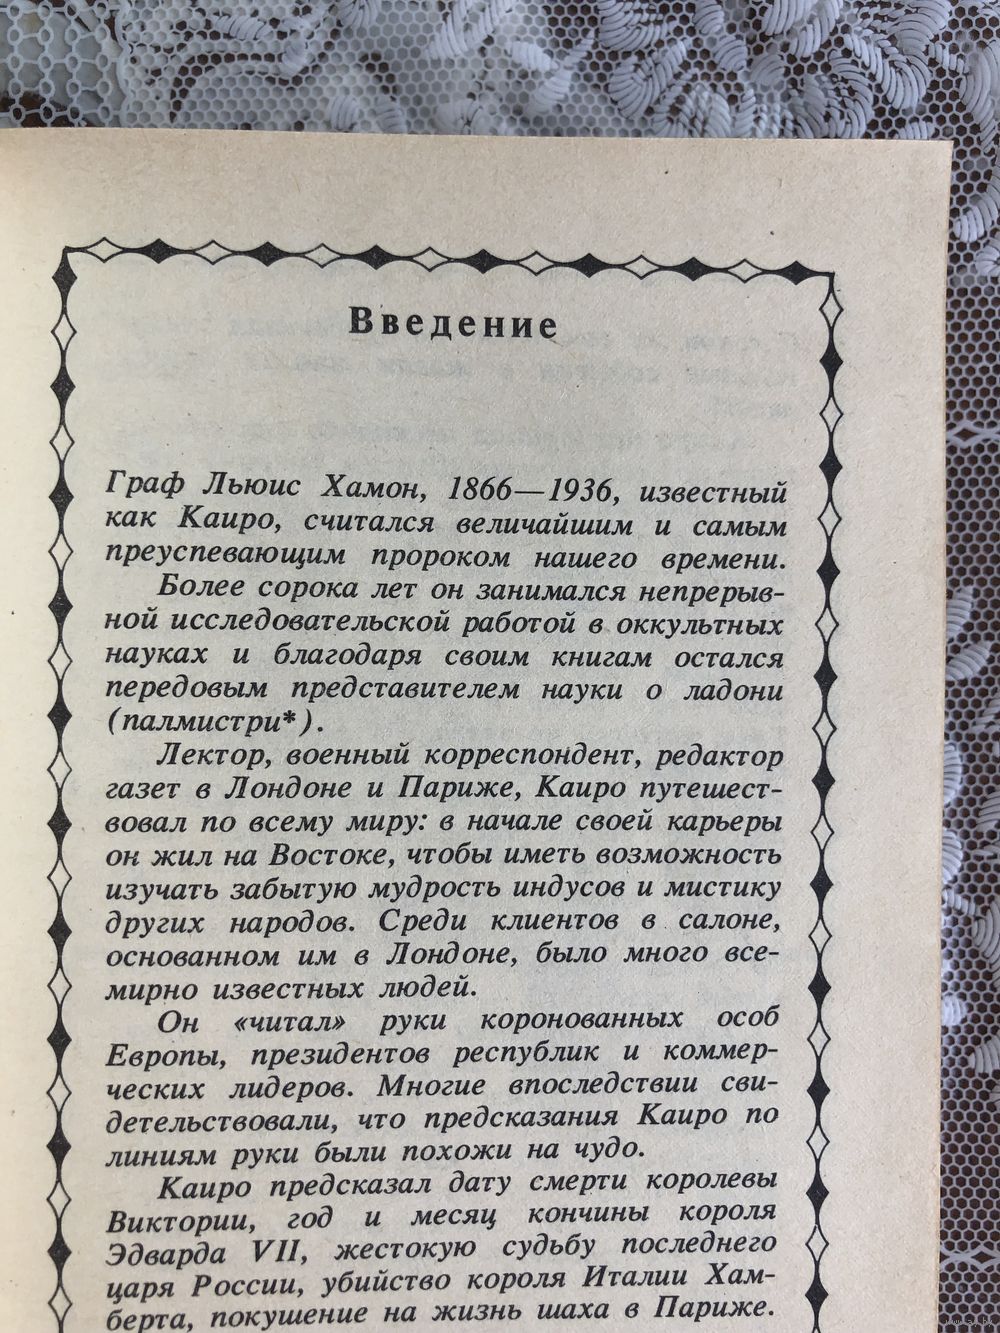 Введение
Граф Льюис Хамон, 1866—1936, известный
как Каиро, считался величайшим и самым
преуспевающим пророком нашего времени.
Более сорока лет он занимался непрерыв-
ной исследовательской работой в оккультных
науках и благодаря своим книгам остался
передовым представителем науки о ладони
(палмистри*).
Лектор, военный корреспондент, редактор
газет в Лондоне и Париже, Каиро путешест-
вовал по всему миру: в начале своей карьеры
он жил на Востоке, чтобы иметь возможность
изучать забытую мудрость индусов и мистику
других народов. Среди клиентов в салоне,
основанном им в Лондоне, было много все-
мирно известных людей.
Он «читал» руки коронованных особ
Европы, президентов республик и коммер-
ческих лидеров. Многие впоследствии сви-
детельствовали, что предсказания Каиро по
линиям руки были похожи на чудо.
Каиро предсказал дату смерти королевы
Виктории, год и месяц кончины короля
Эдварда VII, жестокую судьбу последнего
царя России, убийство короля Италии Хам-
берта, покушение на жизнь шаха в Париже.